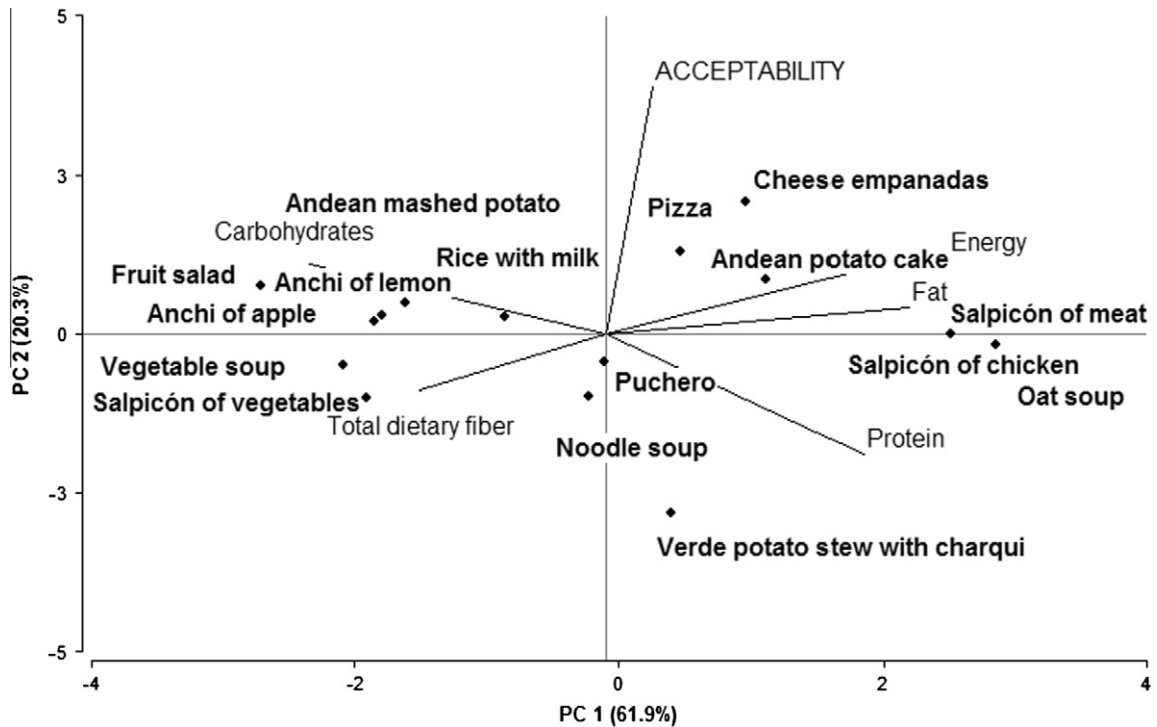 5
ACCEPTABILITY
3
Cheese empanadas
Andean mashed potato
Pizza
Carbohydrates
Energy
Rice with milk
Andean potato cake
Fruit salad
Anchi of lemon
Fat
Anchi of apple
Salpicón of meat
0
Vegetable soup
Salpicón of chicken
Puchero
Salpicón of vegetables
Oat soup
Total dietary fiber
Protein
Noodle soup
-3
Verde potato stew with charqui
-5
PC 2 (20.3%)
-4 -2 0 2 4
PC 1 (61.9%)